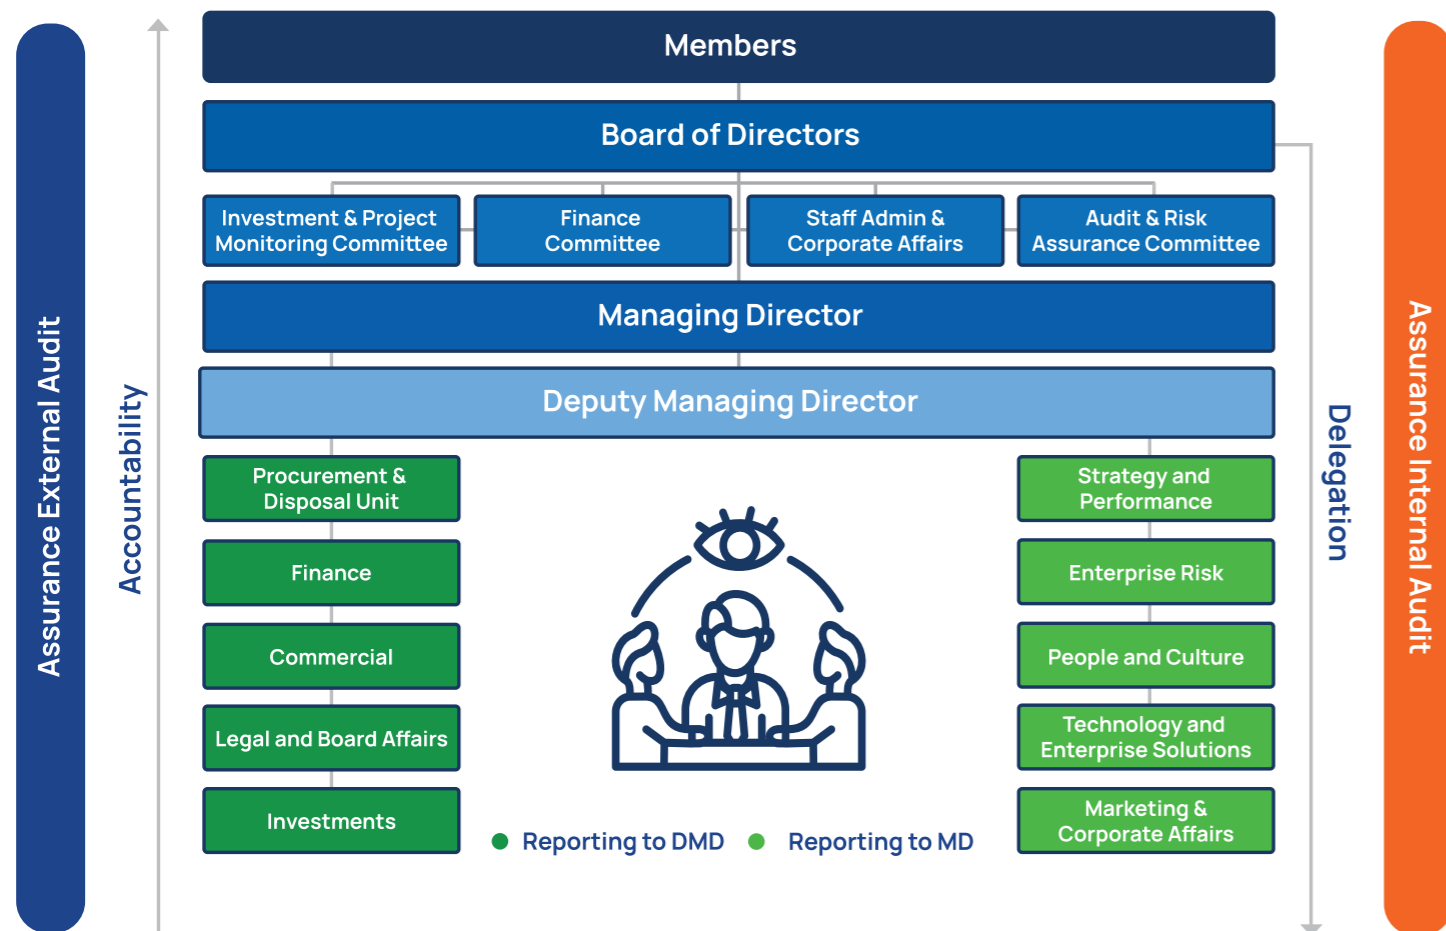 Members
Board of Directors
Investment & Project
Monitoring Committee
Finance
Committee
Staff Admin &
Corporate Affairs
Audit & Risk
Assurance Committee
Managing Director
Deputy Managing Director
Procurement &
Disposal Unit
Finance
Commercial
Legal and Board Affairs
Investments
Strategy and
Performance
Enterprise Risk
People and Culture
Technology and
Enterprise Solutions
Marketing &
Corporate Affairs
Reporting to DMD
Reporting to MD
Assurance External Audit
Accountability
Delegation
Assurance Internal Audit